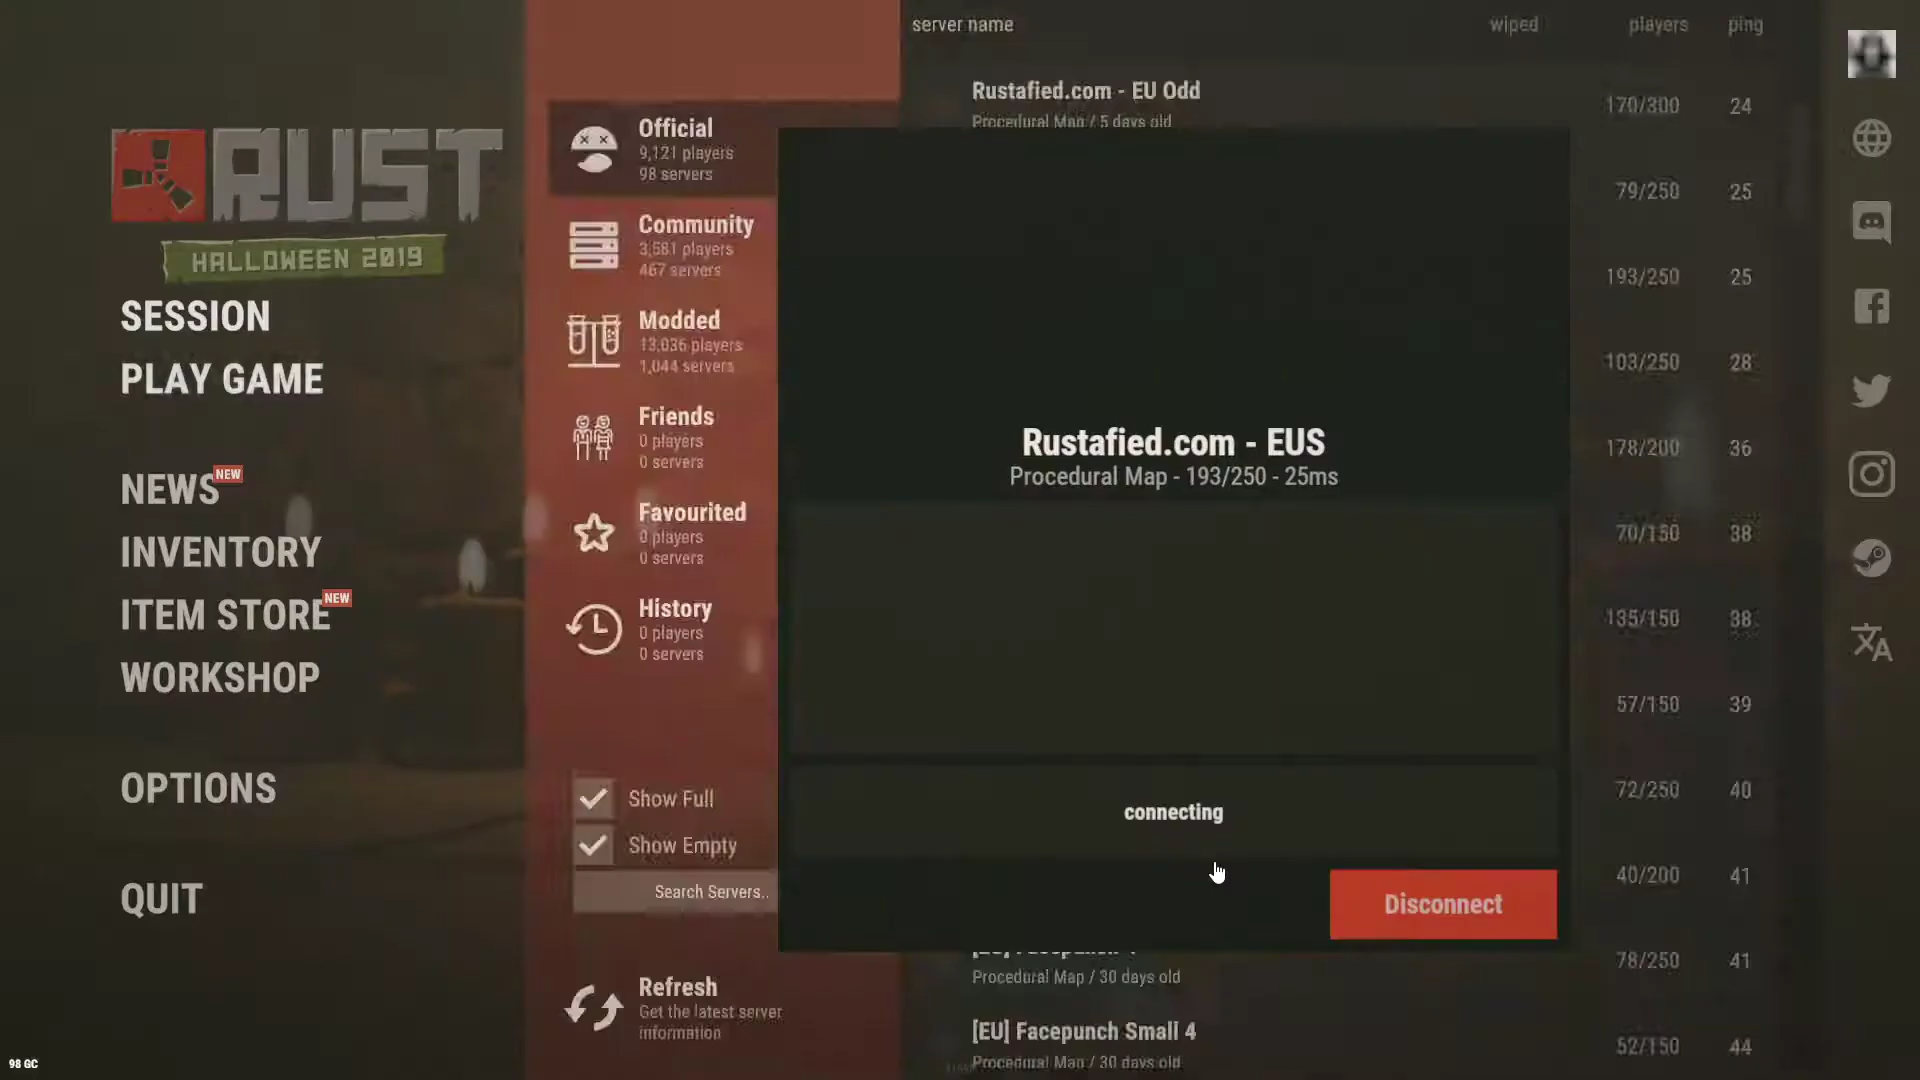 server name
wiped
players
ping
Rustafied.com - EU Odd
Procedural Map / 5 days old
170/300
24
RUST
HALLOWEEN 2019
SESSION
PLAY GAME
NEWS
NEW
INVENTORY
ITEM STORE
NEW
WORKSHOP
OPTIONS
QUIT
Official
9,121 players
98 servers
Community
3,581 players
467 servers
Modded
13,036 players
1,044 servers
Friends
0 players
0 servers
Favourited
0 players
0 servers
History
0 players
0 servers
Show Full
Show Empty
Search Servers..
Refresh
Get the latest server
information
Rustafied.com - EUS
Procedural Map - 193/250 - 25ms
connecting
Disconnect
79/250
25
193/250
25
103/250
28
178/200
36
70/150
38
135/150
38
57/150
39
72/250
40
40/200
41
Procedural Map / 30 days old
78/250
41
[EU] Facepunch Small 4
Procedural Map / 30 days old
52/150
44
98 GC